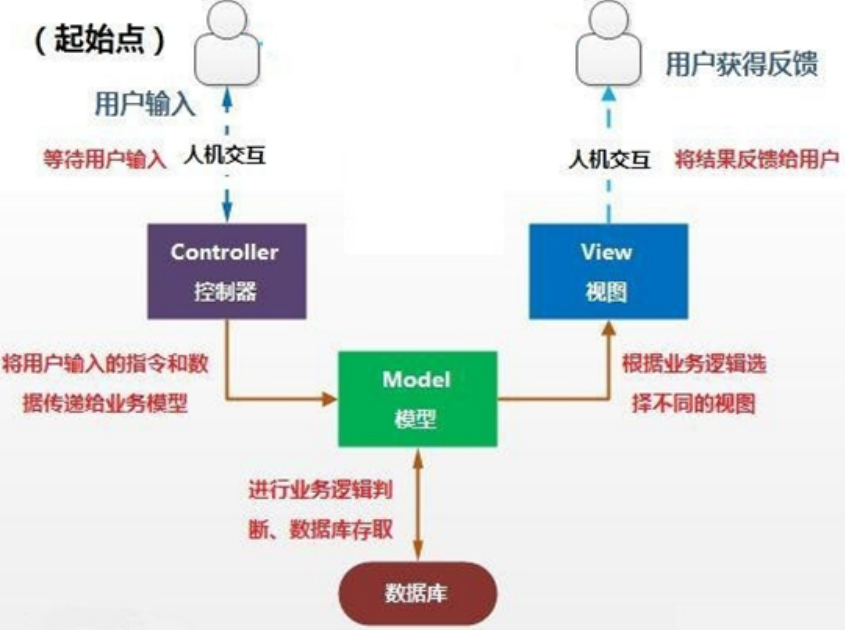 （起始点）
用户获得反馈
用户输入
等待用户输入
人机交互
人机交互
将结果反馈给用户
Controller
控制器
View
视图
将用户输入的指令和数
据传递给业务模型
Model
模型
根据业务逻辑选
择不同的视图
进行业务逻辑判
断、数据库存取
数据库